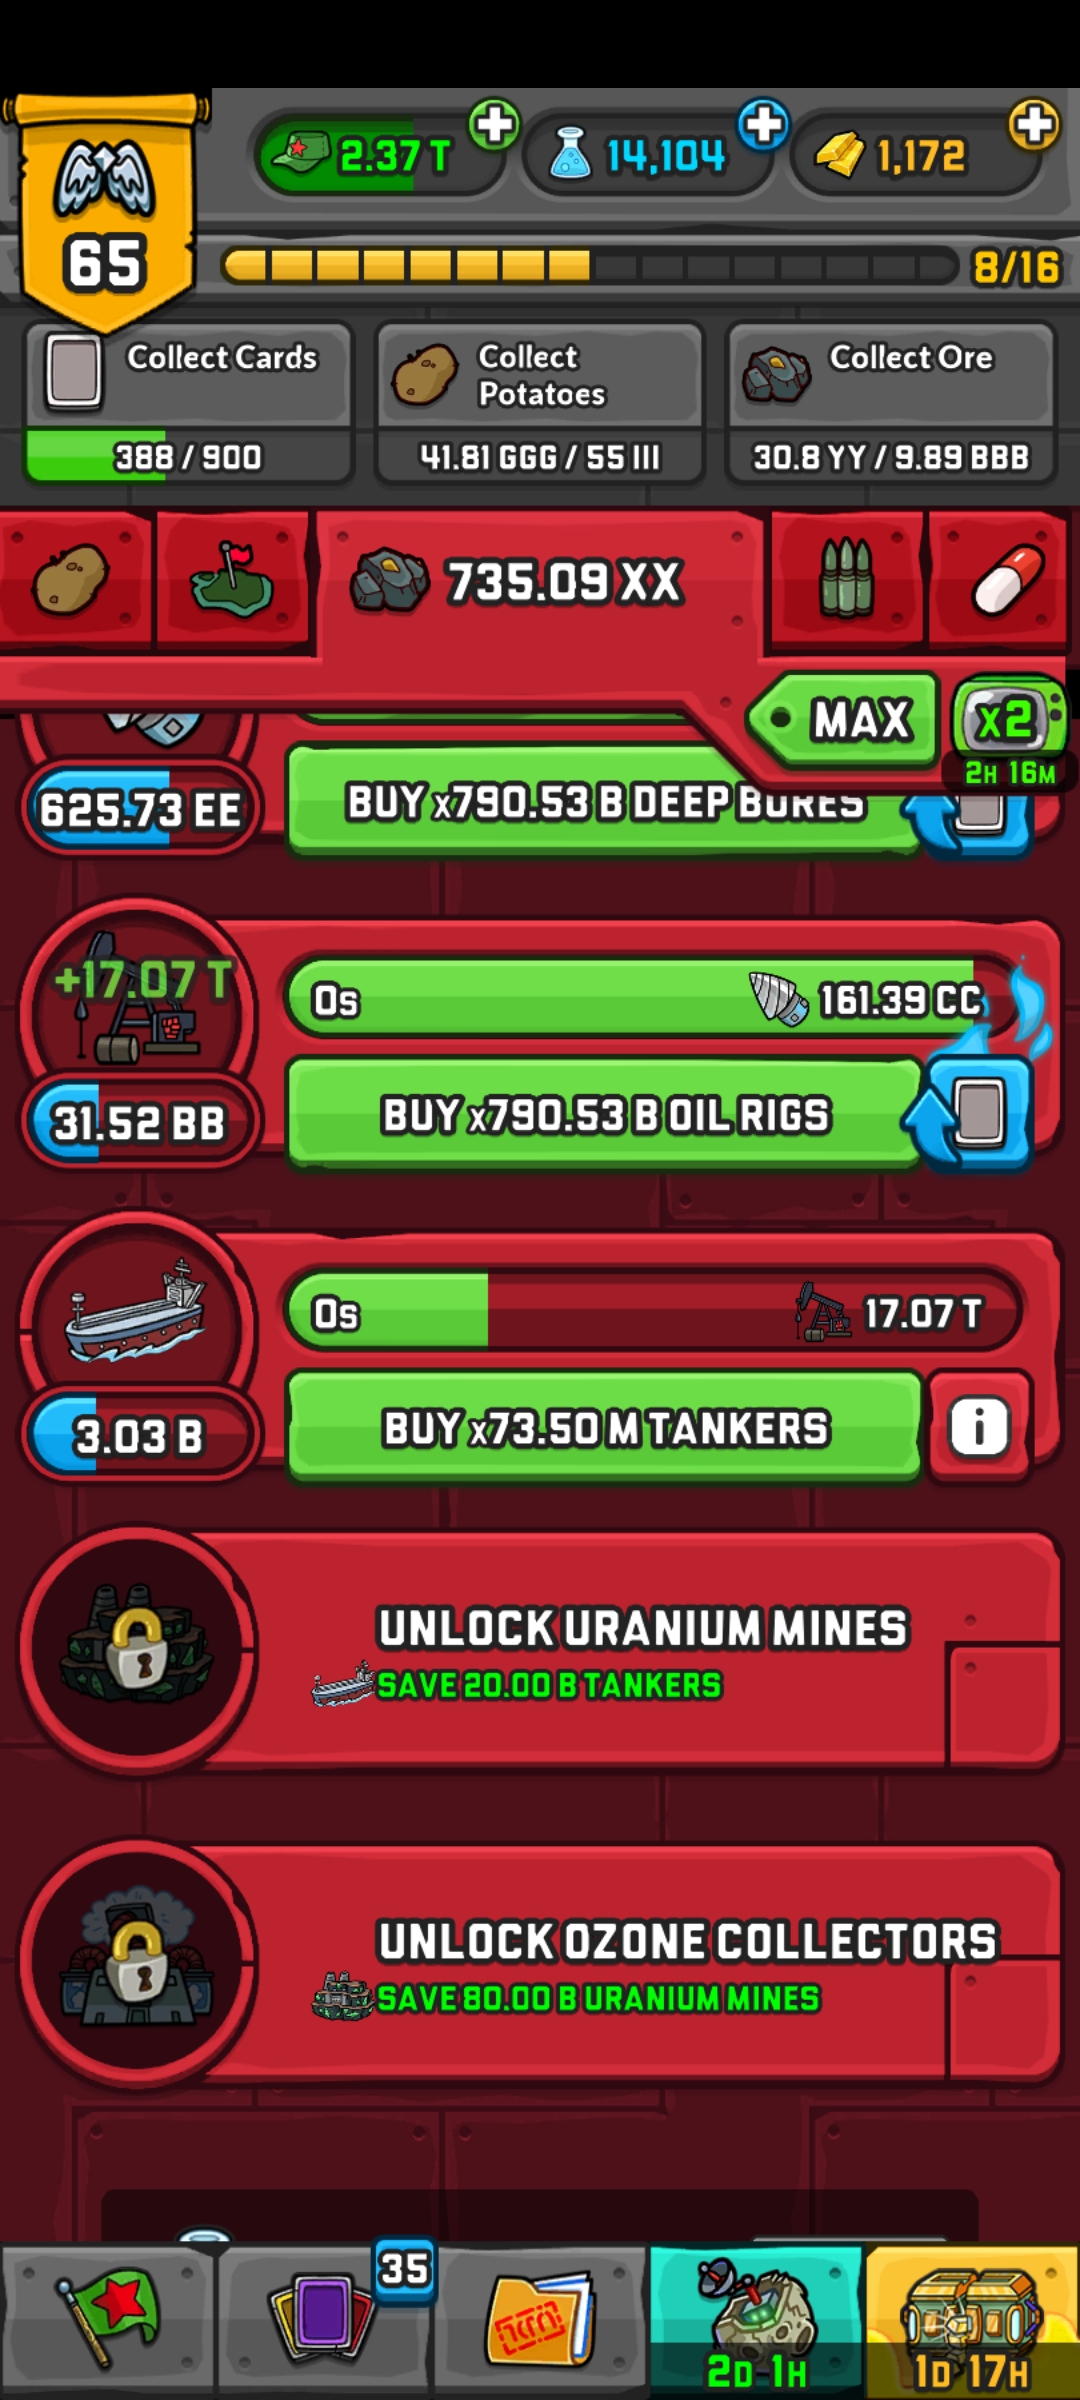 2.37 T
14,104
1,172
65
8/16
Collect Cards
388 / 900
Collect
Potatoes
41.81 GGG / 55 III
Collect Ore
30.8 YY / 9.89 BBB
735.09 XX
MAX
x2
2H 16M
625.73 EE
BUY x790.53 B DEEP BORES
+17.07 T
0s
161.39 CC
31.52 BB
BUY x790.53 B OIL RIGS
0s
17.07 T
3.03 B
BUY x73.50 M TANKERS
i
UNLOCK URANIUM MINES
SAVE 20.00 B TANKERS
UNLOCK OZONE COLLECTORS
SAVE 80.00 B URANIUM MINES
35
2D 1H
1D 17H